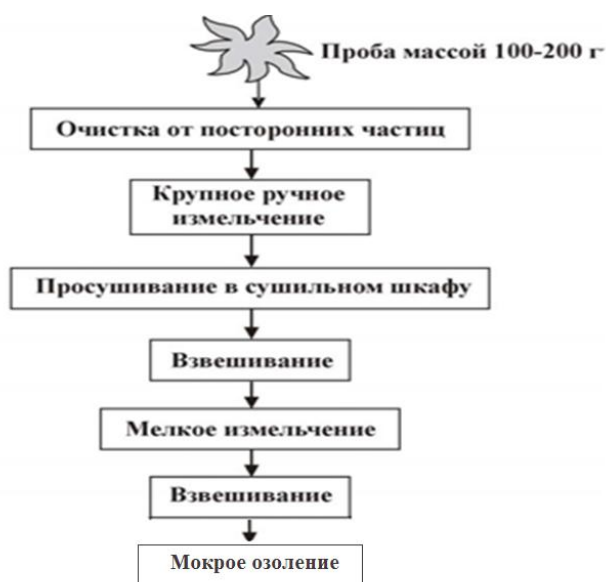 Проба массой 100-200 г
Очистка от посторонних частиц
Крупное ручное
измельчение
Просушивание в сушильном шкафу
Взвешивание
Мелкое измельчение
Взвешивание
Мокрое озоление